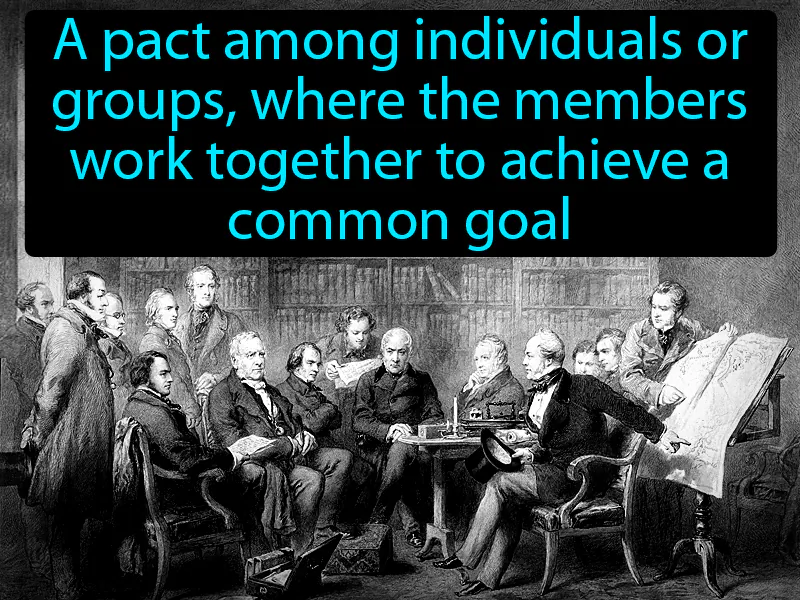 A pact among individuals or
groups, where the members
work together to achieve a
common goal